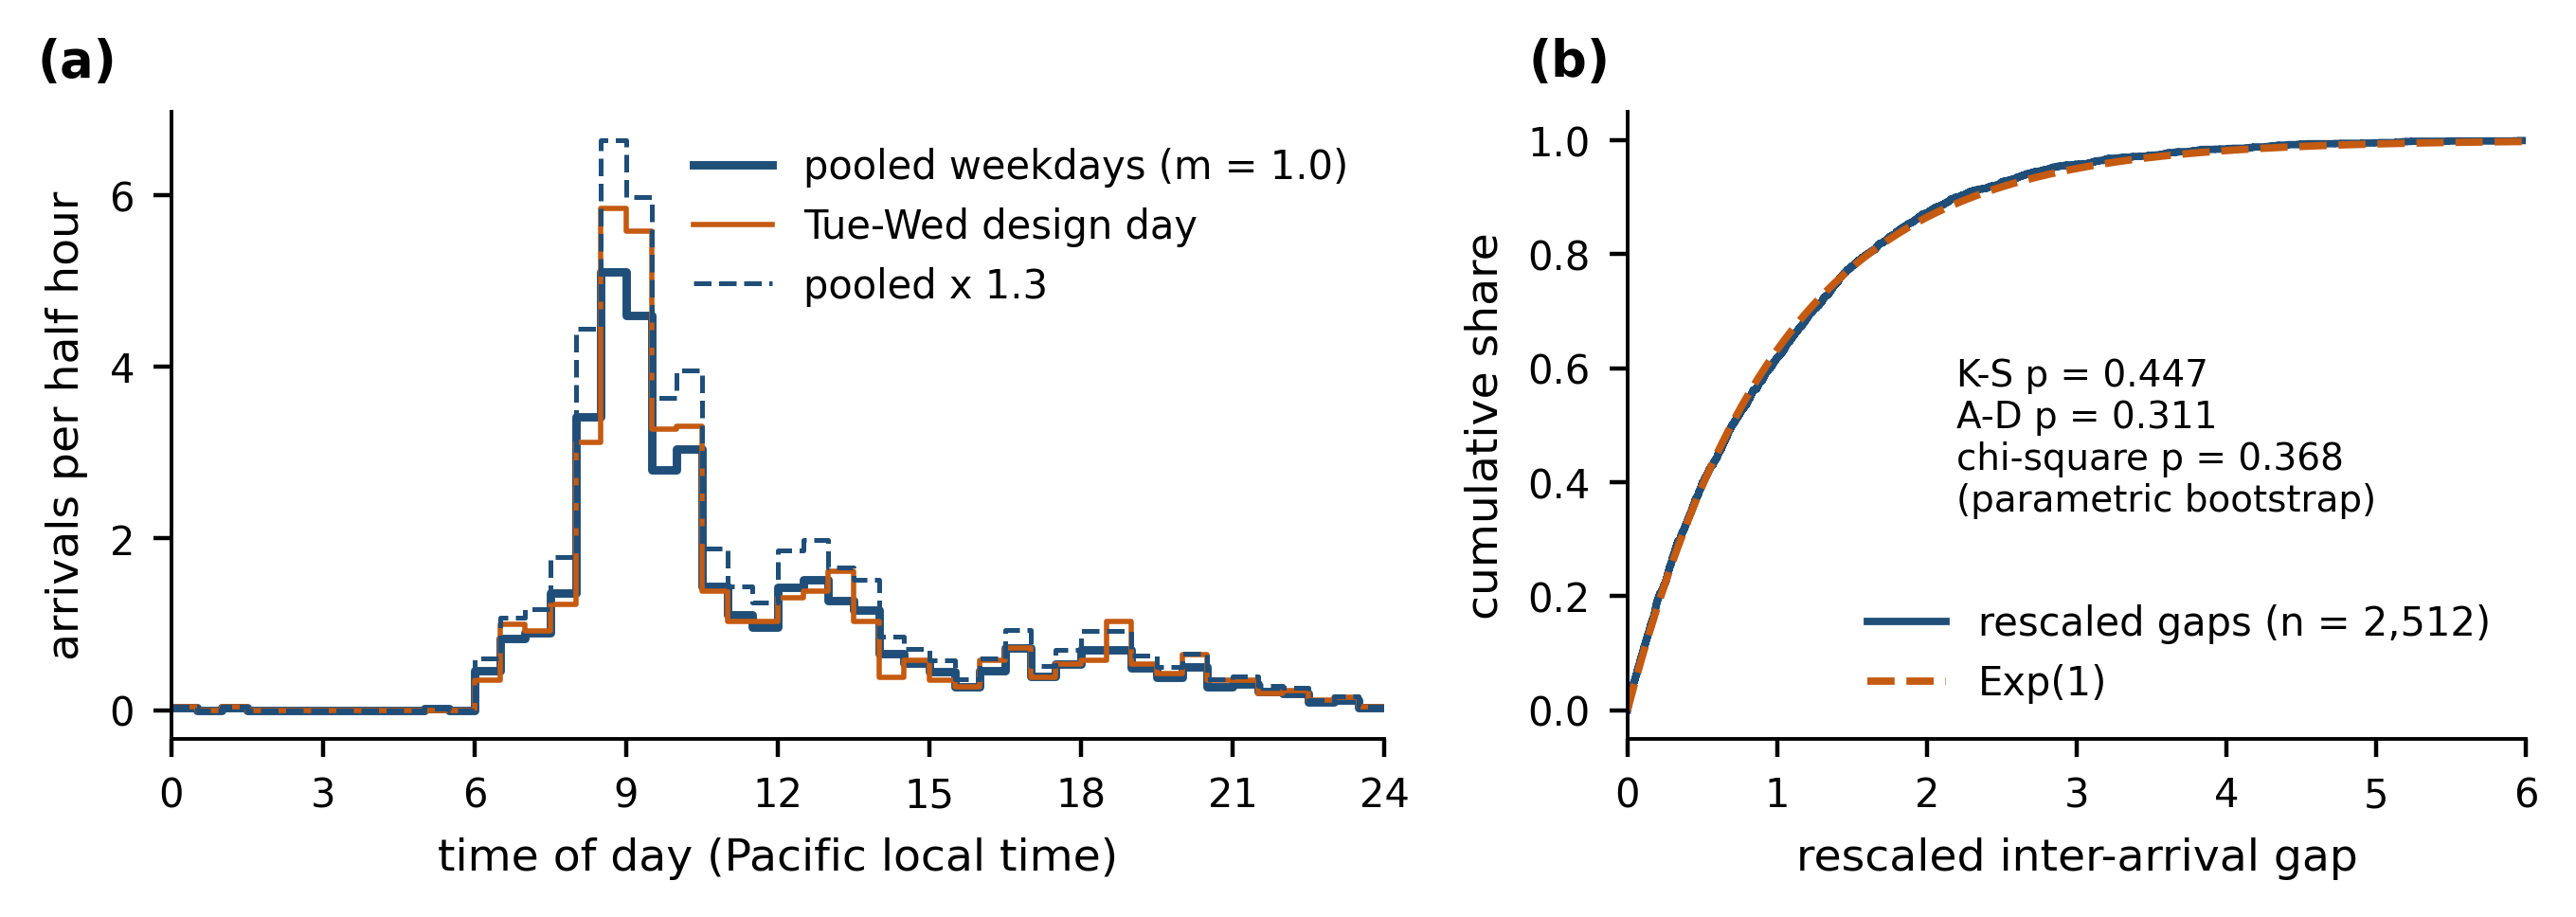 (a)
arrivals per half hour
6
4
2
0
pooled weekdays (m = 1.0)
Tue-Wed design day
pooled x 1.3
0 3 6 9 12 15 18 21 24
time of day (Pacific local time)
(b)
cumulative share
1.0
0.8
0.6
0.4
0.2
0.0
K-S p = 0.447
A-D p = 0.311
chi-square p = 0.368
(parametric bootstrap)
rescaled gaps (n = 2,512)
Exp(1)
0 1 2 3 4 5 6
rescaled inter-arrival gap